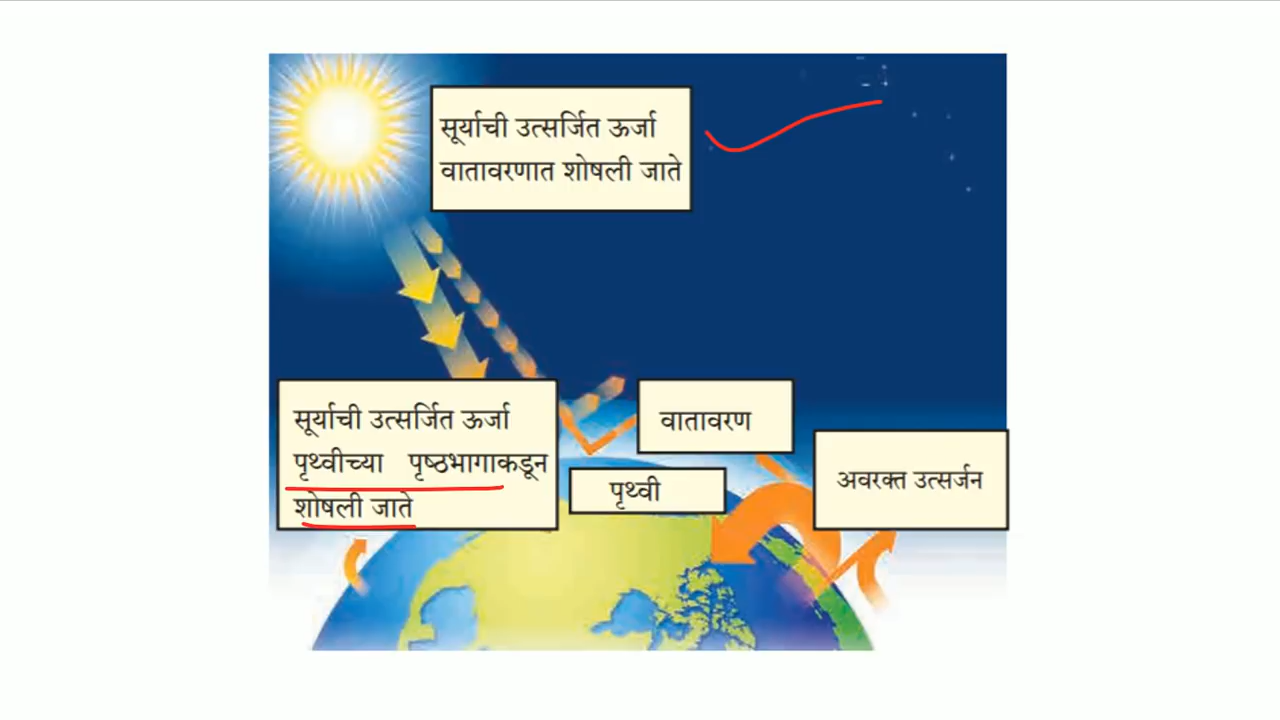 सूर्याची उत्सर्जित ऊर्जा
वातावरणात शोषली जाते
सूर्याची उत्सर्जित ऊर्जा
पृथ्वीच्या पृष्ठभागाकडून
शोषली जाते
वातावरण
पृथ्वी
अवरक्त उत्सर्जन